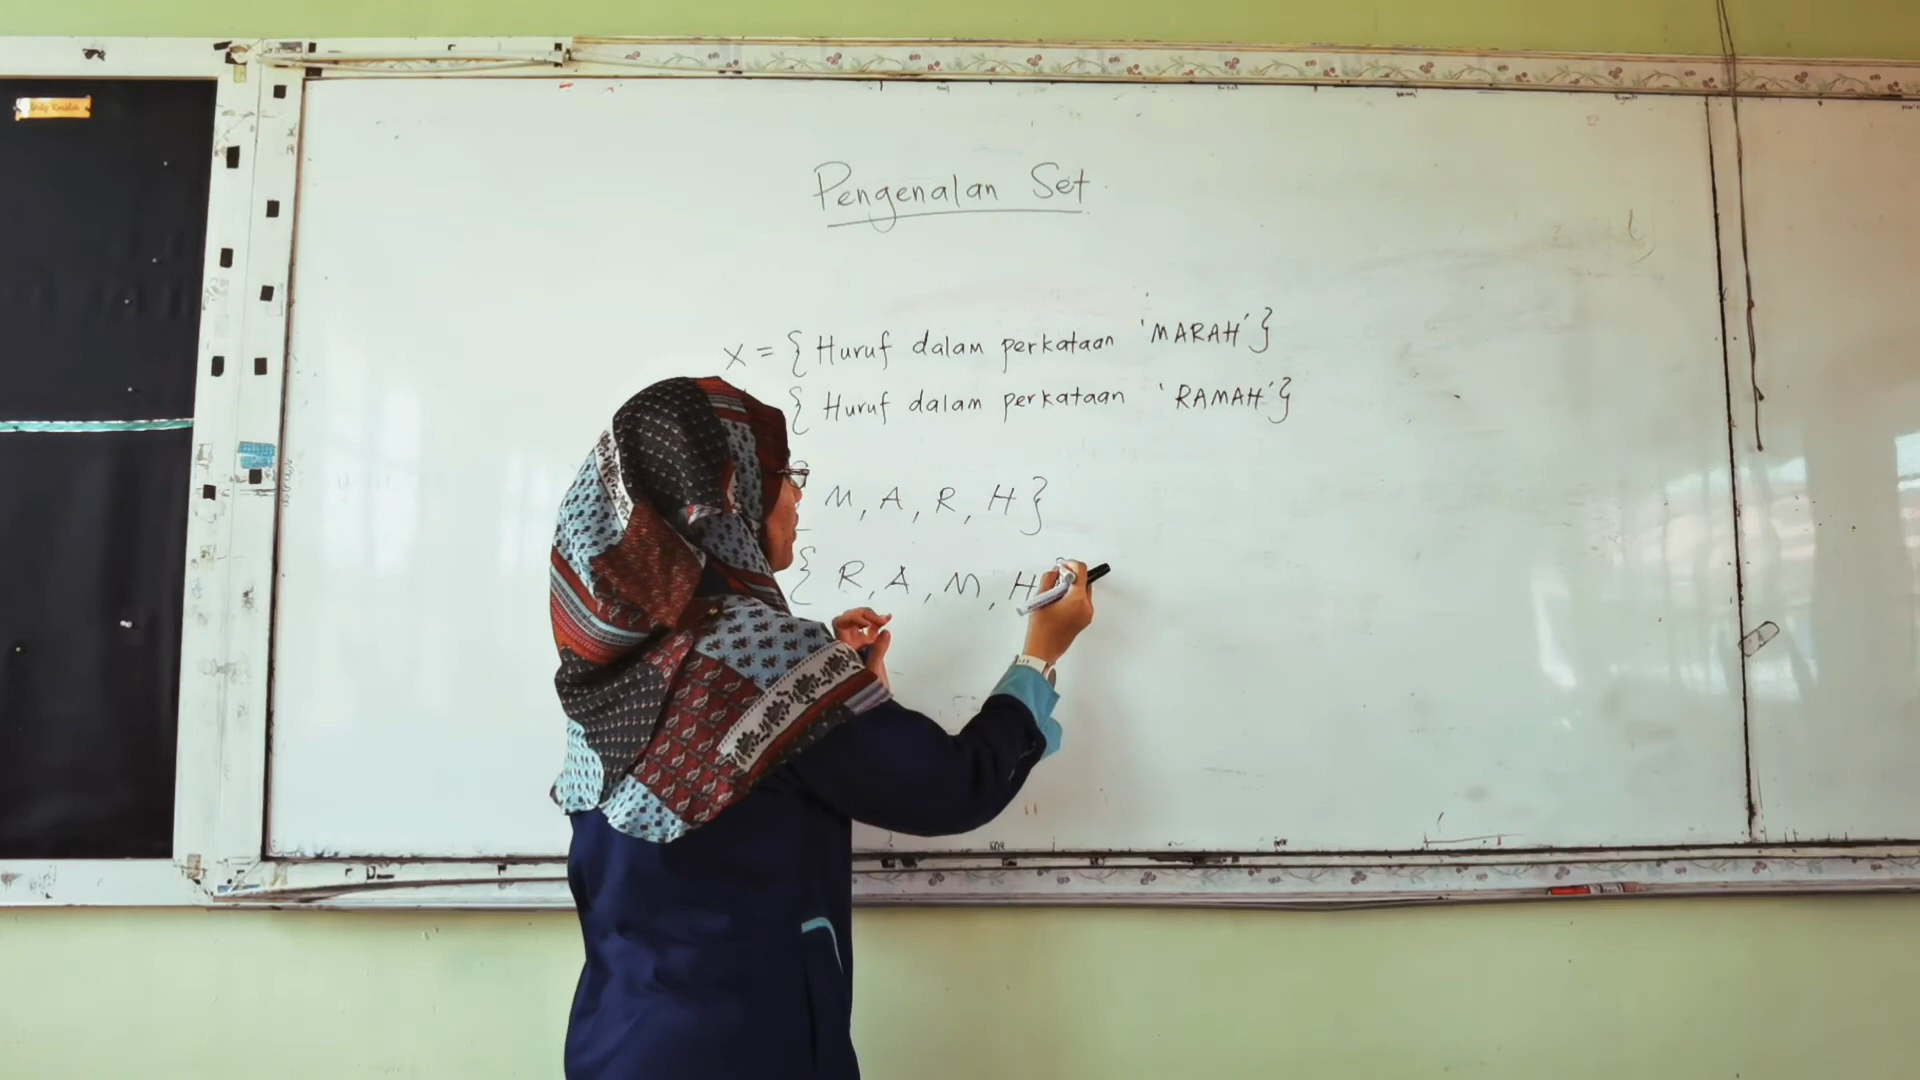 Pengenalan Set
X = { Huruf dalam perkataan 'MARAH' }
{ Huruf dalam perkataan 'RAMAH' }
M, A, R, H }
{ R, A, M, H